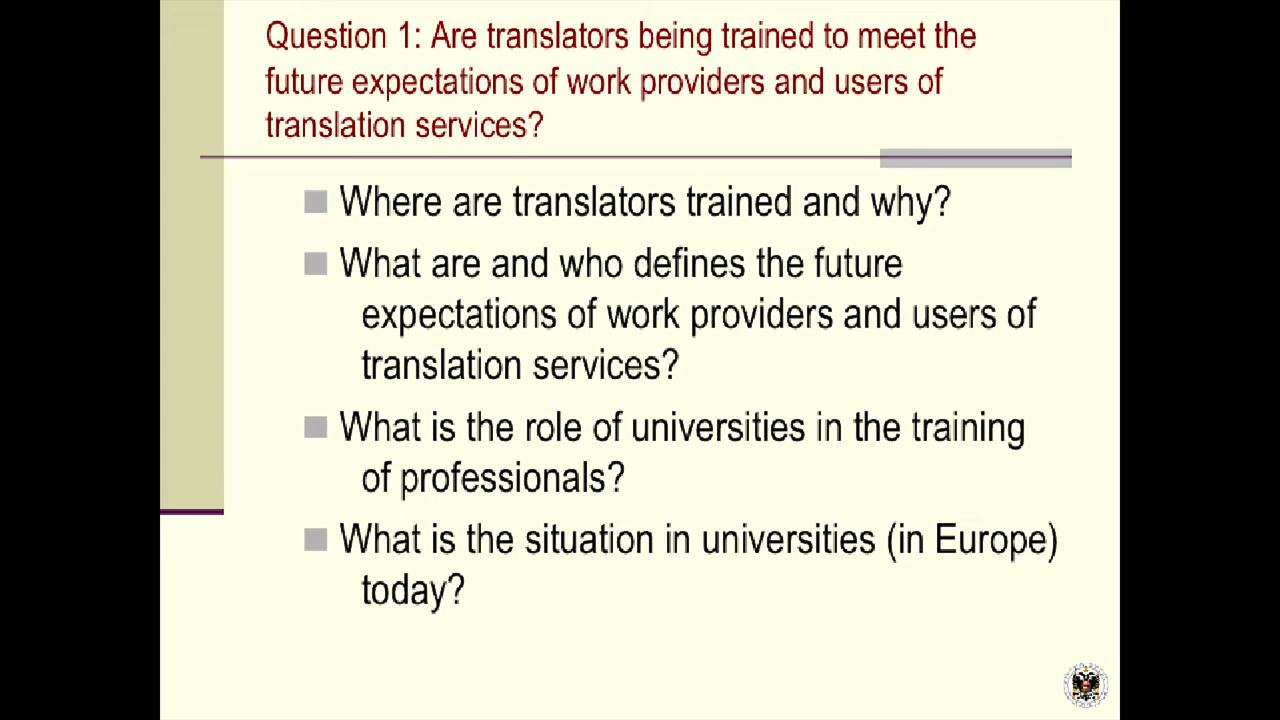 Question 1: Are translators being trained to meet the
future expectations of work providers and users of
translation services?
Where are translators trained and why?
What are and who defines the future
expectations of work providers and users of
translation services?
What is the role of universities in the training
of professionals?
What is the situation in universities (in Europe)
today?